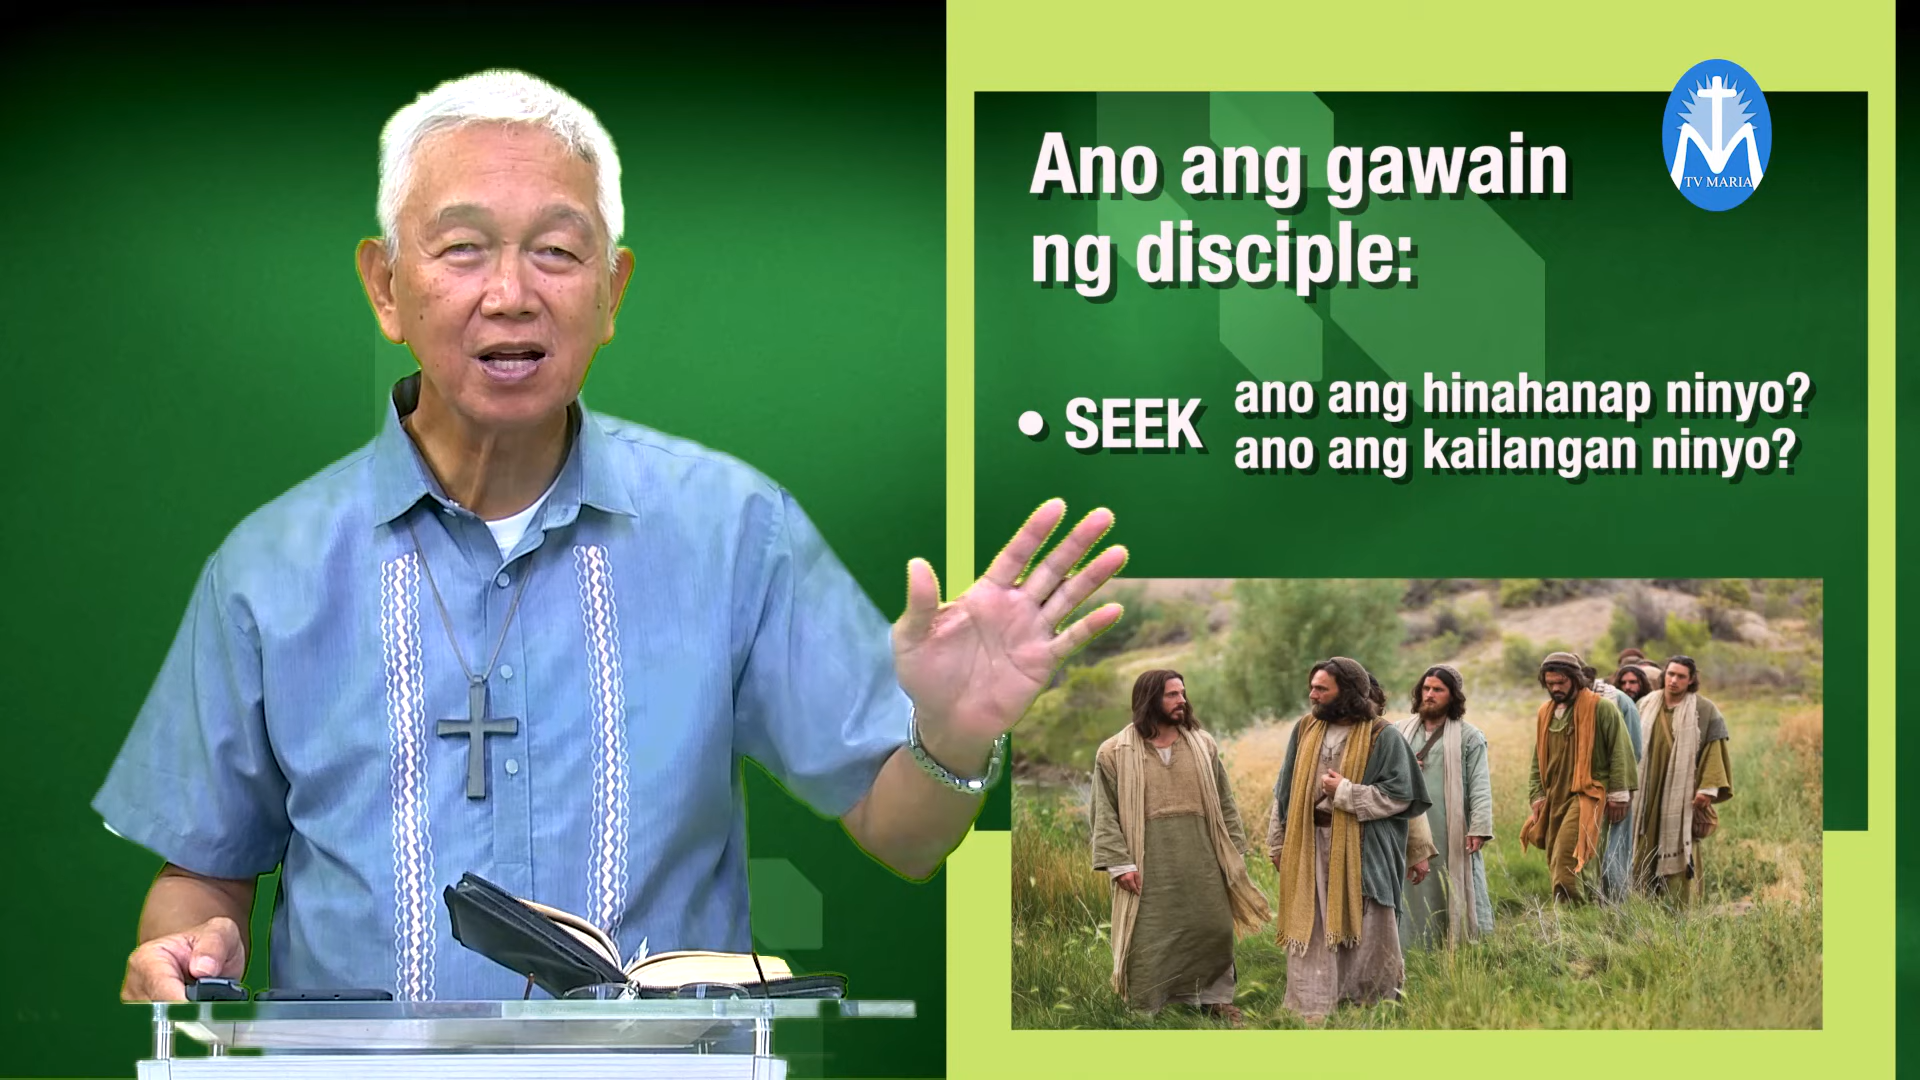 Ano ang gawain
ng disciple:
• SEEK
ano ang hinahanap ninyo?
ano ang kailangan ninyo?
TV MARIA